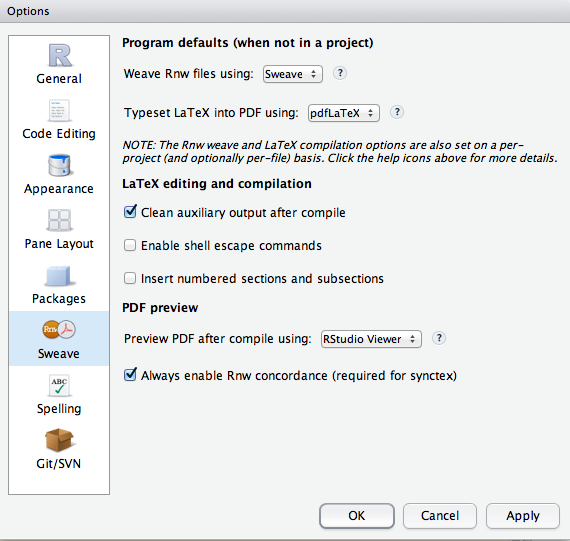 Options
R
General
Code Editing
Appearance
Pane Layout
Packages
Rnw
Sweave
ABC
Spelling
Git/SVN
Program defaults (when not in a project)
Weave Rnw files using: Sweave ?
Typeset LaTeX into PDF using: pdfLaTeX ?
NOTE: The Rnw weave and LaTeX compilation options are also set on a per-
project (and optionally per-file) basis. Click the help icons above for more details.
LaTeX editing and compilation
Clean auxiliary output after compile
Enable shell escape commands
Insert numbered sections and subsections
PDF preview
Preview PDF after compile using: RStudio Viewer ?
Always enable Rnw concordance (required for synctex)
OK Cancel Apply